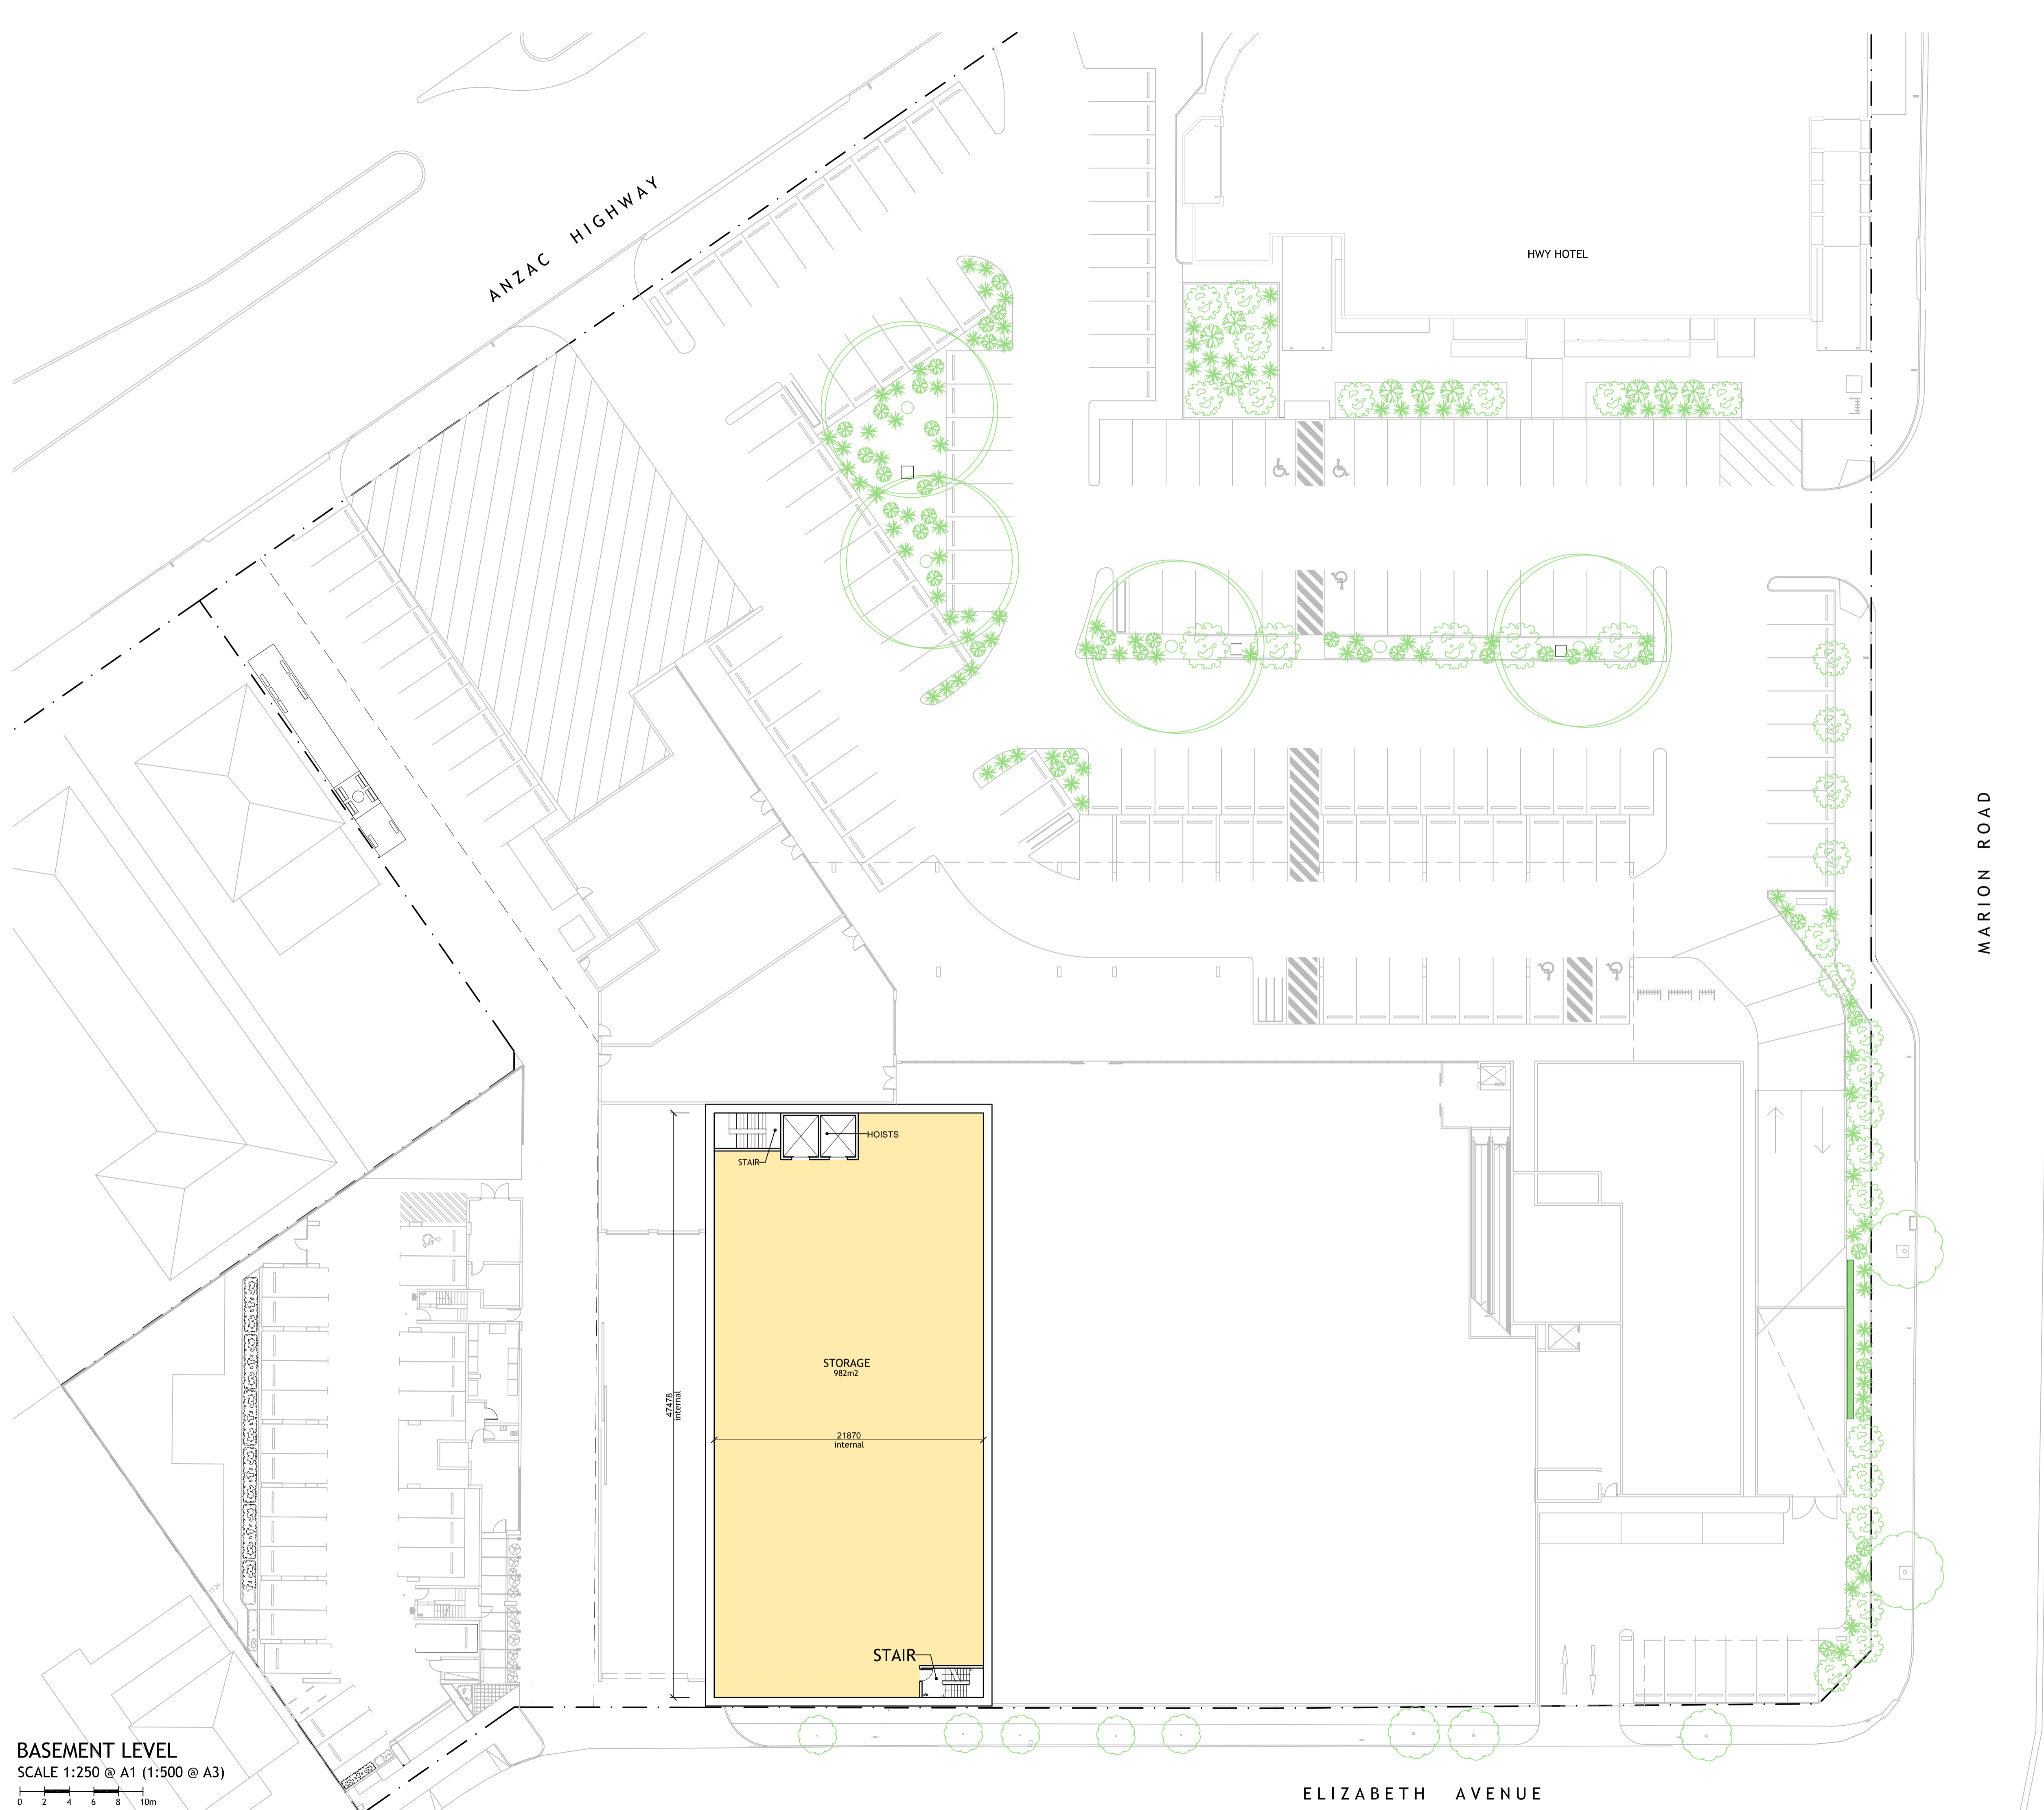 ANZAC HIGHWAY
HWY HOTEL
MARION ROAD
HOISTS
STAIR
STORAGE
982m2
47478
internal
21870
internal
STAIR
BASEMENT LEVEL
SCALE 1:250 @ A1 (1:500 @ A3)
0 2 4 6 8 10m
ELIZABETH AVENUE